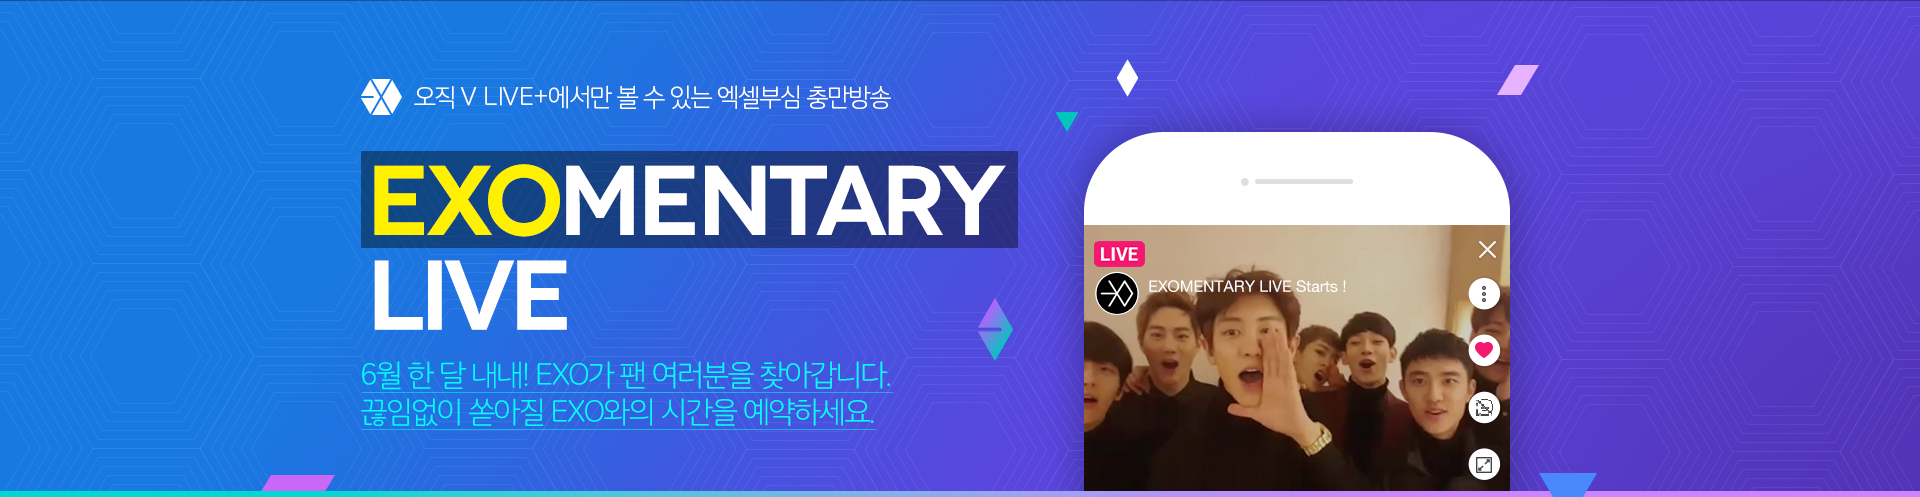 오직 V LIVE+에서만 볼 수 있는 엑셀부심 충만방송
EXOMENTARY
LIVE
6월 한 달 내내! EXO가 팬 여러분을 찾아갑니다.
끊임없이 쏟아질 EXO와의 시간을 예약하세요.
LIVE
EXOMENTARY LIVE Starts !